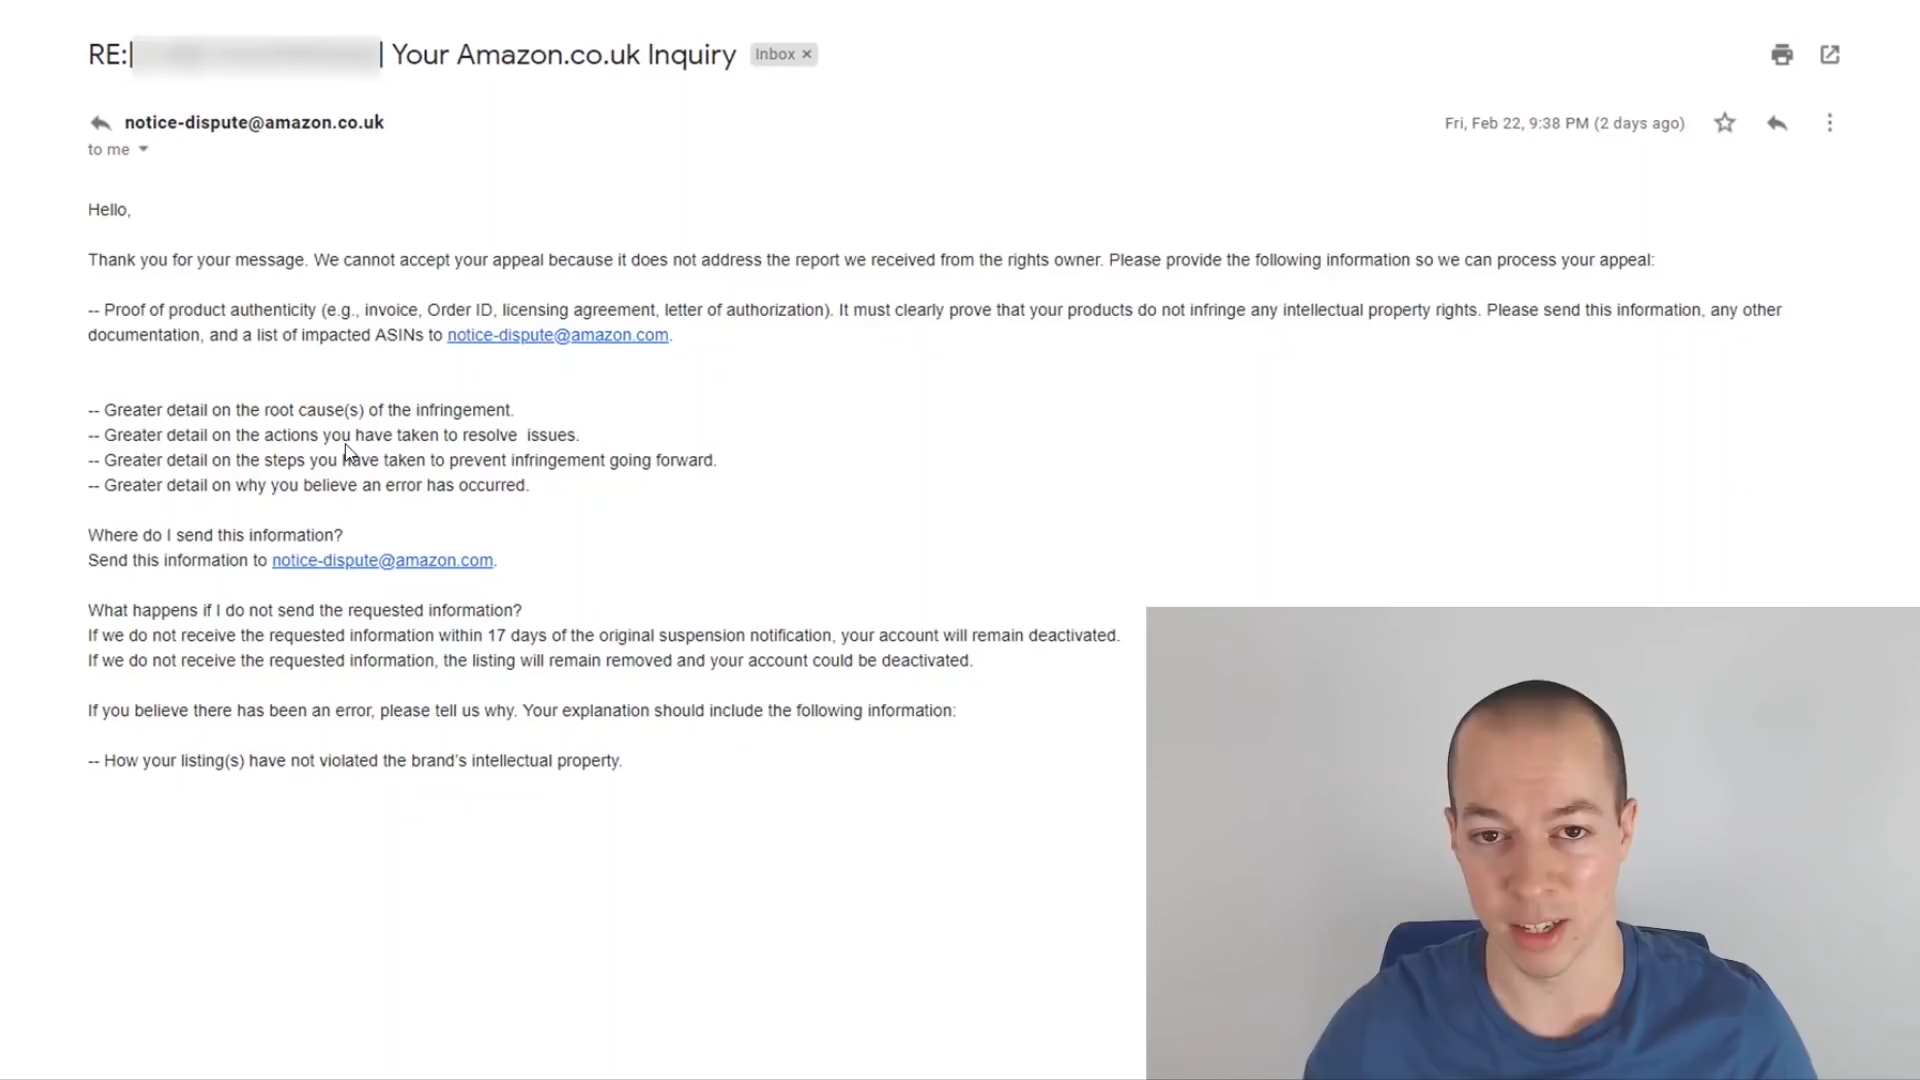 RE:[ | Your Amazon.co.uk Inquiry Inbox ×
notice-dispute@amazon.co.uk Fri, Feb 22, 9:38 PM (2 days ago)
to me
Hello,
Thank you for your message. We cannot accept your appeal because it does not address the report we received from the rights owner. Please provide the following information so we can process your appeal:
-- Proof of product authenticity (e.g., invoice, Order ID, licensing agreement, letter of authorization). It must clearly prove that your products do not infringe any intellectual property rights. Please send this information, any other
documentation, and a list of impacted ASINs to notice-dispute@amazon.com.
-- Greater detail on the root cause(s) of the infringement.
-- Greater detail on the actions you have taken to resolve  issues.
-- Greater detail on the steps you have taken to prevent infringement going forward.
-- Greater detail on why you believe an error has occurred.
Where do I send this information?
Send this information to notice-dispute@amazon.com.
What happens if I do not send the requested information?
If we do not receive the requested information within 17 days of the original suspension notification, your account will remain deactivated.
If we do not receive the requested information, the listing will remain removed and your account could be deactivated.
If you believe there has been an error, please tell us why. Your explanation should include the following information:
-- How your listing(s) have not violated the brand's intellectual property.